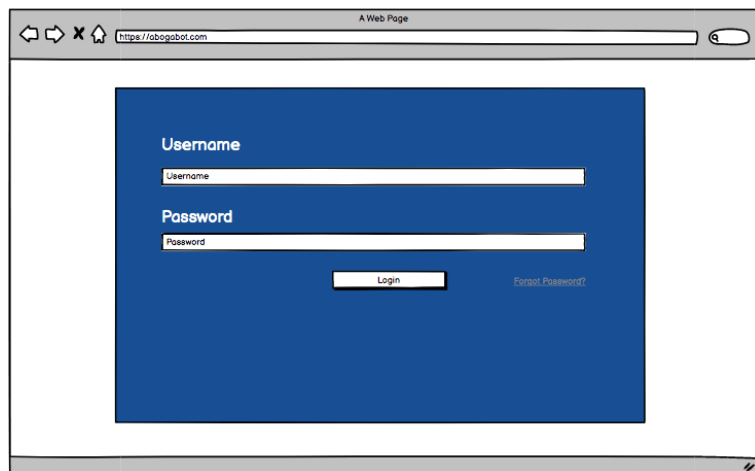 A Web Page
https://abogabot.com
Username
Username
Password
Password
Login
Forgot Password?